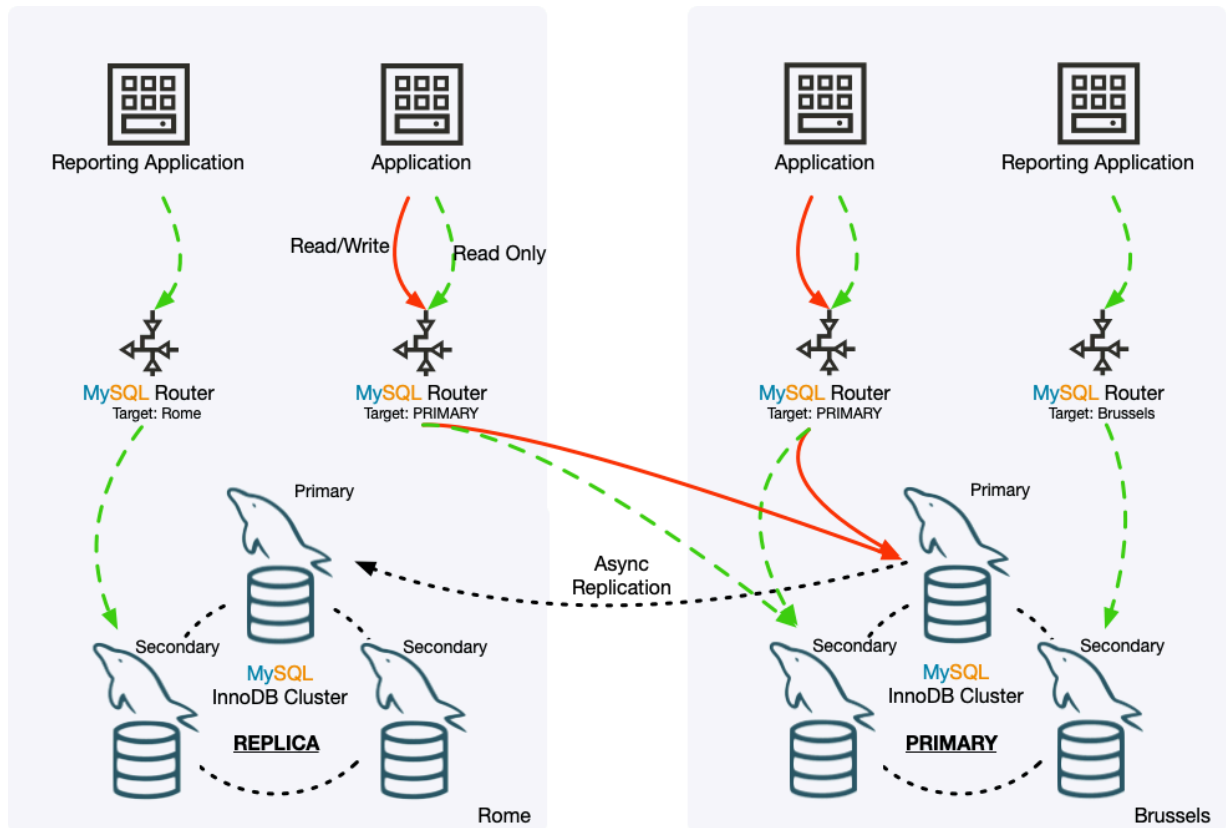 Reporting Application
Application
Application
Reporting Application
Read/Write
Read Only
MySQL Router
Target: Rome
MySQL Router
Target: PRIMARY
MySQL Router
Target: PRIMARY
MySQL Router
Target: Brussels
Primary
Primary
Async
Replication
Secondary
Secondary
MySQL
InnoDB Cluster
REPLICA
Secondary
Secondary
MySQL
InnoDB Cluster
PRIMARY
Rome
Brussels